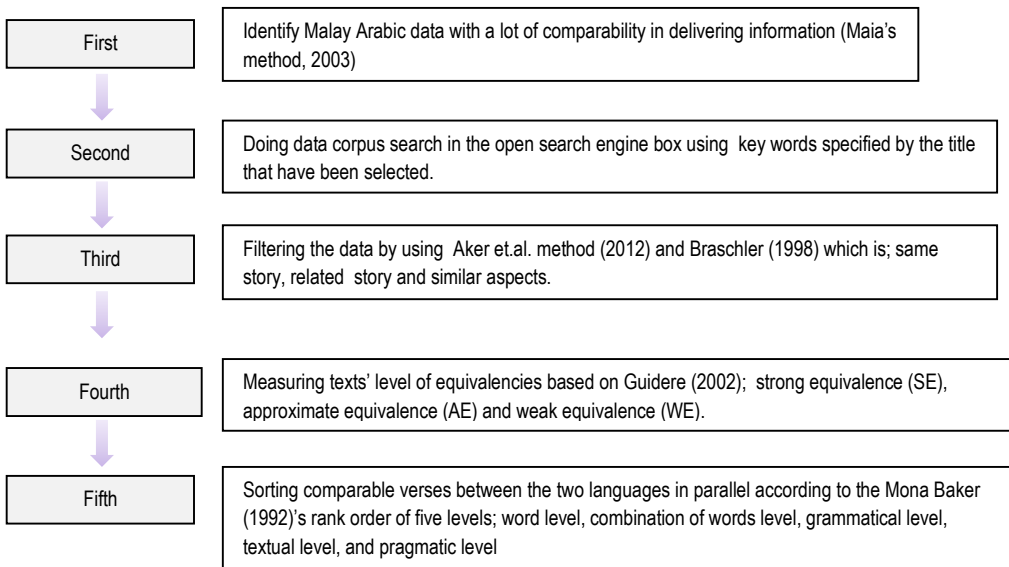 First
Identify Malay Arabic data with a lot of comparability in delivering information (Maia's
method, 2003)
Second
Doing data corpus search in the open search engine box using key words specified by the title
that have been selected.
Third
Filtering the data by using Aker et.al. method (2012) and Braschler (1998) which is; same
story, related story and similar aspects.
Fourth
Measuring texts' level of equivalencies based on Guidere (2002); strong equivalence (SE),
approximate equivalence (AE) and weak equivalence (WE).
Fifth
Sorting comparable verses between the two languages in parallel according to the Mona Baker
(1992)'s rank order of five levels; word level, combination of words level, grammatical level,
textual level, and pragmatic level